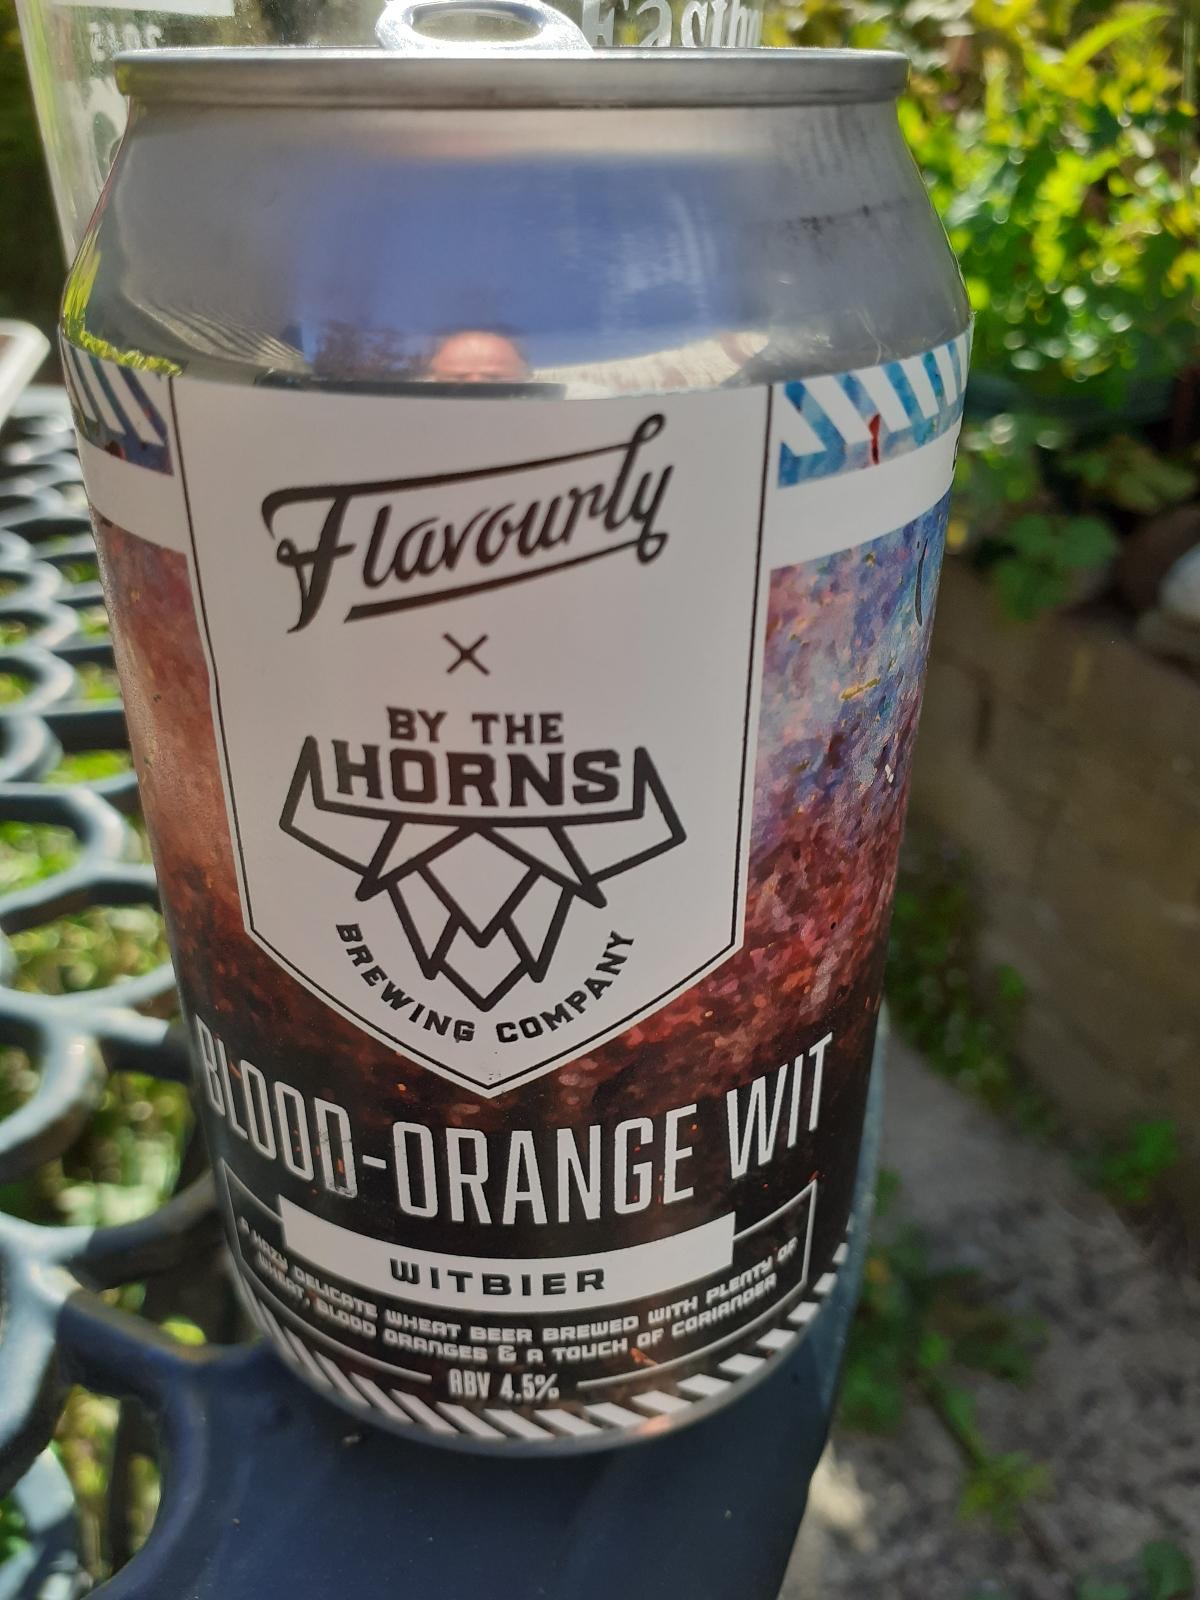 Flavourly
X
BY THE
HORNS
BREWING COMPANY
BLOOD-ORANGE WIT
WITBIER
A HAZY DELICATE WHEAT BEER BREWED WITH PLENTY OF
WHEAT, BLOOD ORANGES & A TOUCH OF CORIANDER
ABV 4.5%